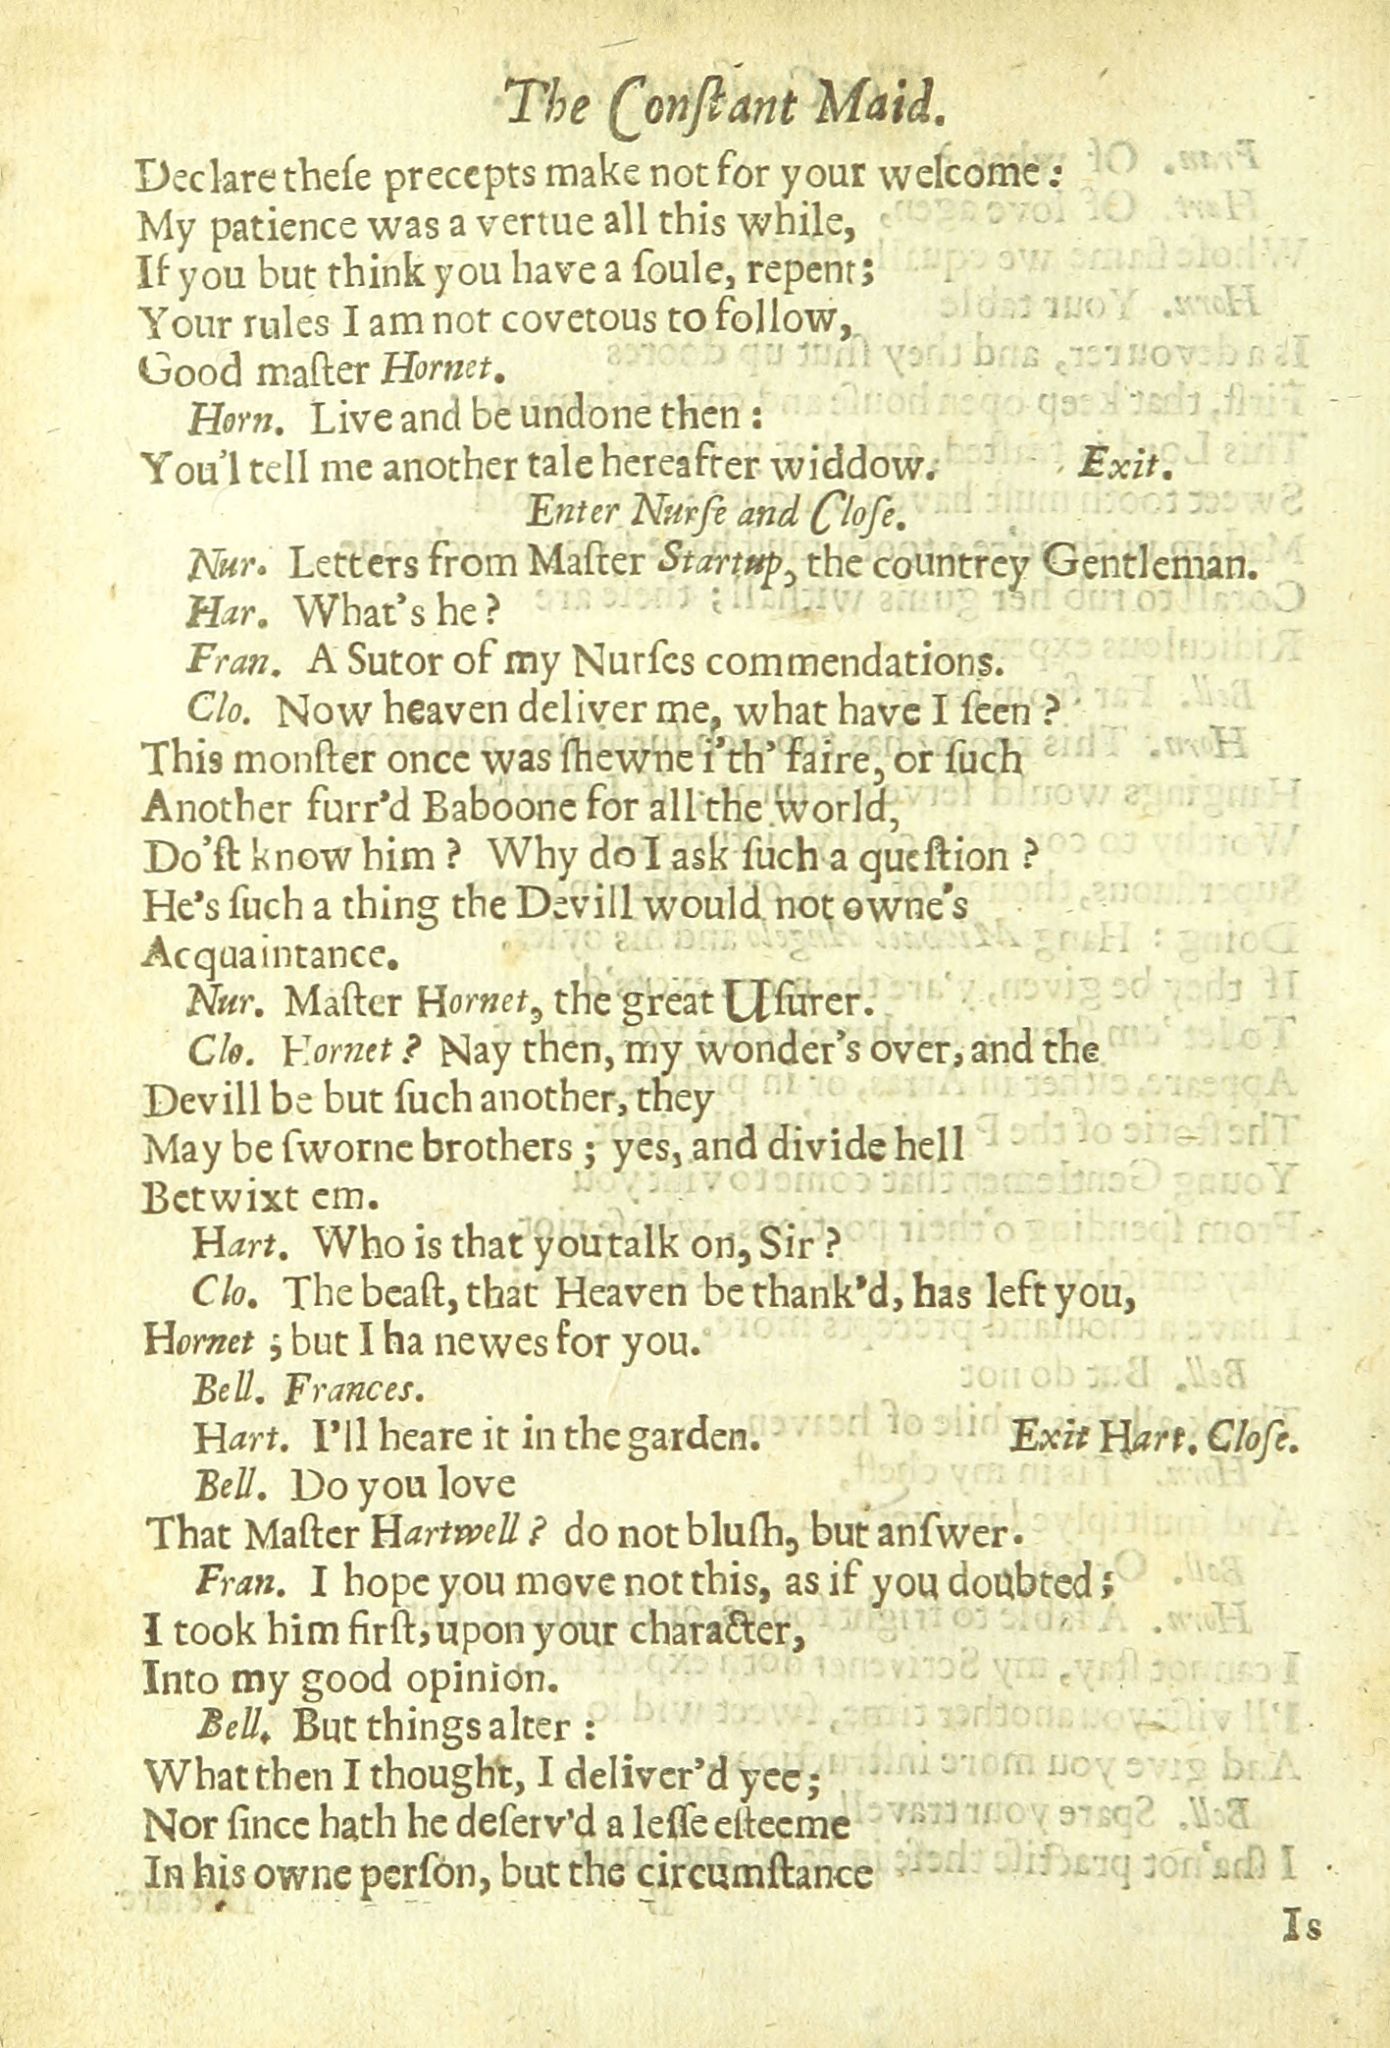 The Conſtant Maid.
Declare theſe precepts make not for your welcome:
My patience was a vertue all this while,
If you but think you have a ſoule, repent;
Your rules I am not covetous to follow,
Good maſter Hornet.
Horn. Live and be undone then:
You'l tell me another tale hereafter widdow. Exit.
Enter Nurſe and Cloſe.
Nur. Letters from Maſter Startup, the countrey Gentleman.
Har. What's he?
Fran. A Sutor of my Nurſes commendations.
Clo. Now heaven deliver me, what have I ſeen?
This monſter once was ſhewne i'th' faire, or ſuch
Another furr'd Baboone for all the world,
Do'ſt know him? Why do I ask ſuch a queſtion?
He's ſuch a thing the Devill would not owne's
Acquaintance.
Nur. Maſter Hornet, the great Uſurer.
Clo. Hornet? Nay then, my wonder's over, and the
Devill be but ſuch another, they
May be ſworne brothers; yes, and divide hell
Betwixt em.
Hart. Who is that you talk on, Sir?
Clo. The beaſt, that Heaven be thank'd, has left you,
Hornet; but I ha newes for you.
Bell. Frances.
Hart. I'll heare it in the garden. Exit Hart. Cloſe.
Bell. Do you love
That Maſter Hartwell? do not bluſh, but anſwer.
Fran. I hope you move not this, as if you doubted;
I took him firſt, upon your character,
Into my good opinion.
Bell. But things alter:
What then I thought, I deliver'd yee;
Nor ſince hath he deſerv'd a leſſe eſteeme
In his owne perſon, but the circumſtance
Is